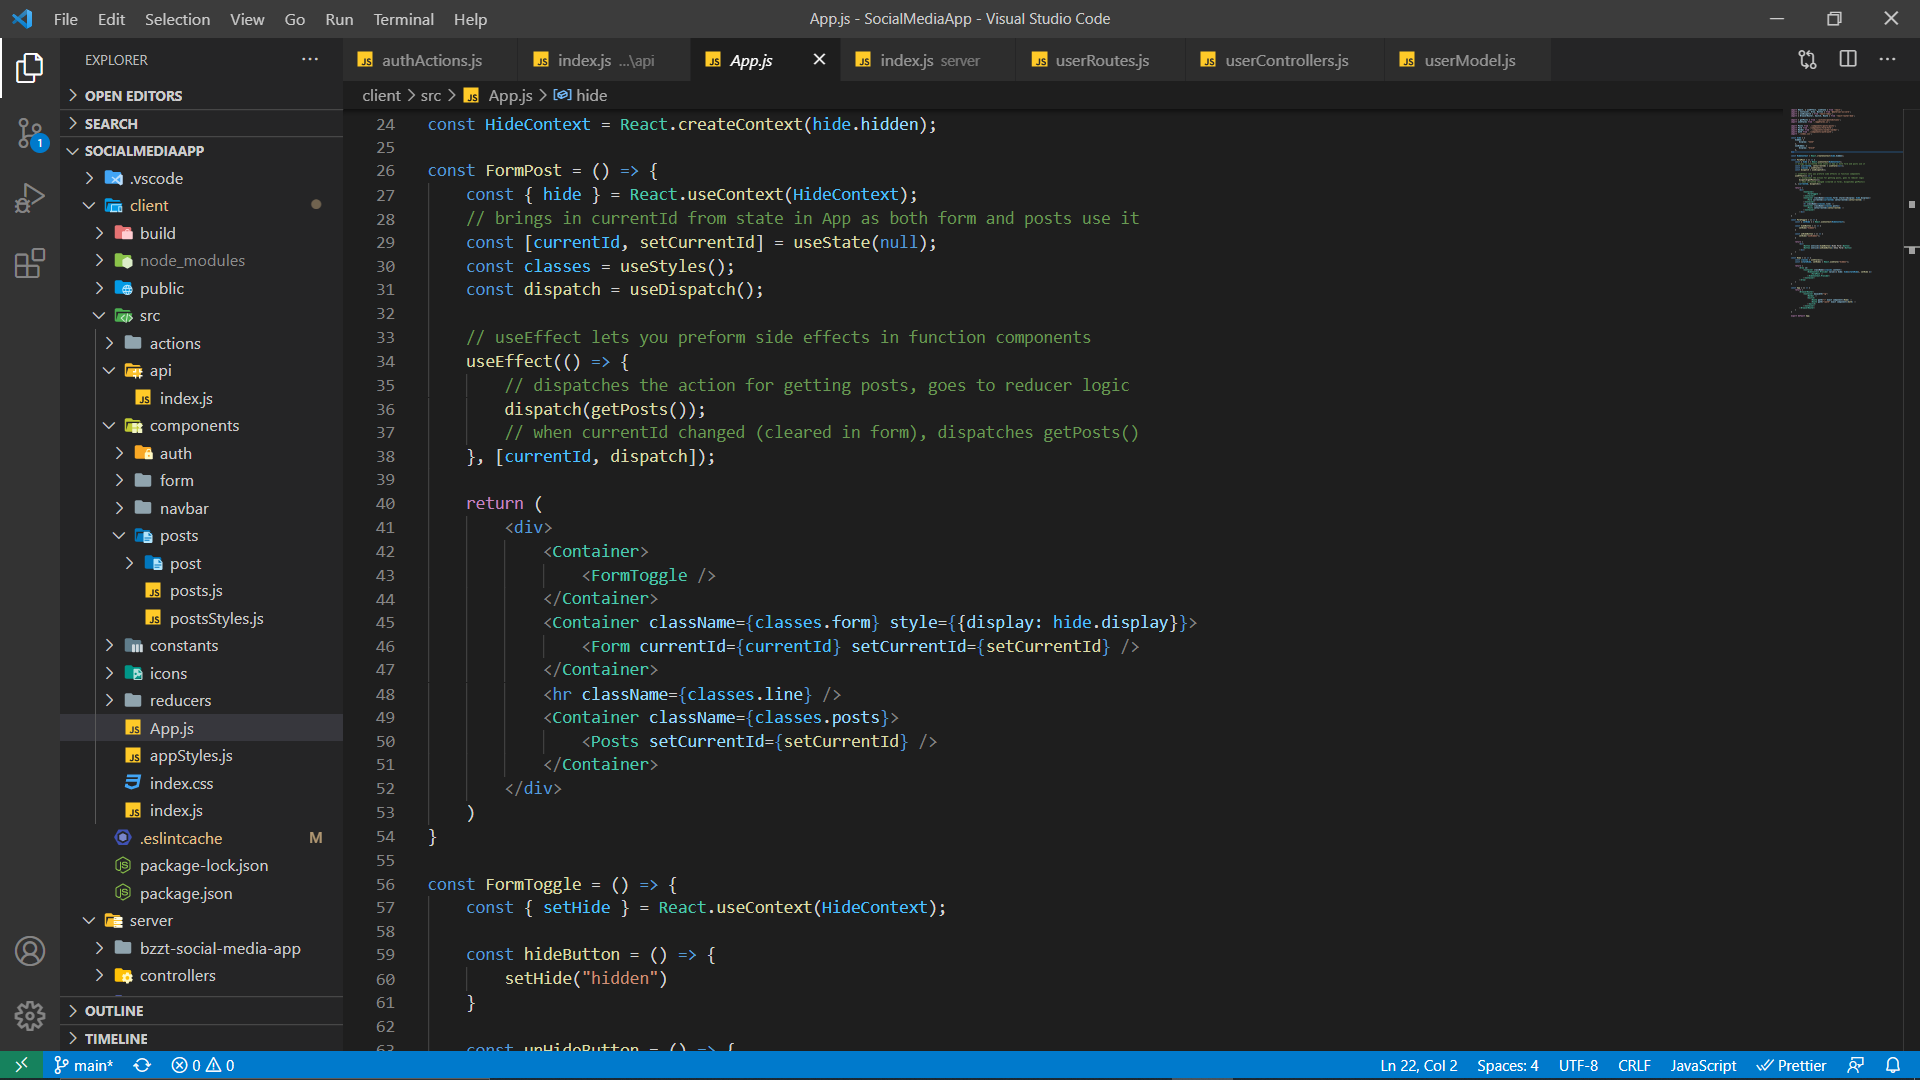 File Edit Selection View Go Run Terminal Help
App.js - SocialMediaApp - Visual Studio Code
EXPLORER
authActions.js
index.js ...\api
App.js
index.js server
userRoutes.js
userControllers.js
userModel.js
client > src > App.js > hide
OPEN EDITORS
SEARCH
SOCIALMEDIAAPP
.vscode
client
build
node_modules
public
src
actions
api
index.js
components
auth
form
navbar
posts
post
posts.js
postsStyles.js
constants
icons
reducers
App.js
appStyles.js
index.css
index.js
.eslintcache M
package-lock.json
package.json
server
bzzt-social-media-app
controllers
OUTLINE
TIMELINE
1
24 const HideContext = React.createContext(hide.hidden);
25
26 const FormPost = () => {
27     const { hide } = React.useContext(HideContext);
28     // brings in currentId from state in App as both form and posts use it
29     const [currentId, setCurrentId] = useState(null);
30     const classes = useStyles();
31     const dispatch = useDispatch();
32
33     // useEffect lets you preform side effects in function components
34     useEffect(() => {
35         // dispatches the action for getting posts, goes to reducer logic
36         dispatch(getPosts());
37         // when currentId changed (cleared in form), dispatches getPosts()
38     }, [currentId, dispatch]);
39
40     return (
41         <div>
42             <Container>
43                 <FormToggle />
44             </Container>
45             <Container className={classes.form} style={{display: hide.display}}>
46                 <Form currentId={currentId} setCurrentId={setCurrentId} />
47             </Container>
48             <hr className={classes.line} />
49             <Container className={classes.posts}>
50                 <Posts setCurrentId={setCurrentId} />
51             </Container>
52         </div>
53     )
54 }
55
56 const FormToggle = () => {
57     const { setHide } = React.useContext(HideContext);
58
59     const hideButton = () => {
60         setHide("hidden")
61     }
62
63     const unHideButton = () => {
main* 0 0
Ln 22, Col 2 Spaces: 4 UTF-8 CRLF JavaScript Prettier